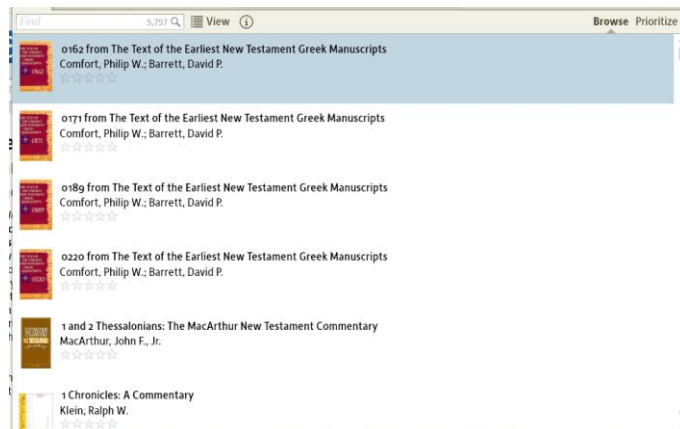 Find 5,757 View Browse Prioritize
0162 from The Text of the Earliest New Testament Greek Manuscripts
Comfort, Philip W.; Barrett, David P.
0171 from The Text of the Earliest New Testament Greek Manuscripts
Comfort, Philip W.; Barrett, David P.
0189 from The Text of the Earliest New Testament Greek Manuscripts
Comfort, Philip W.; Barrett, David P.
0220 from The Text of the Earliest New Testament Greek Manuscripts
Comfort, Philip W.; Barrett, David P.
1 and 2 Thessalonians: The MacArthur New Testament Commentary
MacArthur, John F., Jr.
1 Chronicles: A Commentary
Klein, Ralph W.